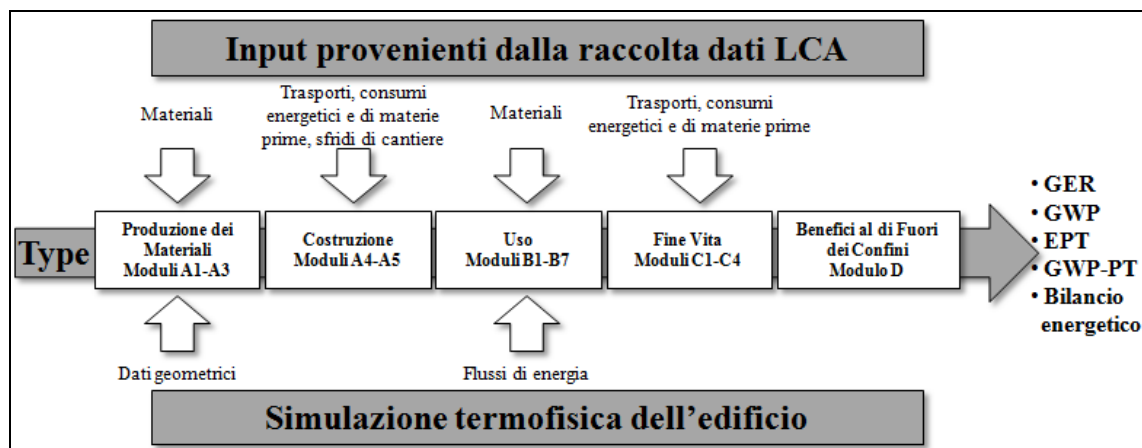 Input provenienti dalla raccolta dati LCA
Materiali
Trasporti, consumi
energetici e di materie
prime, sfridi di cantiere
Materiali
Trasporti, consumi
energetici e di materie prime
Type
Produzione dei
Materiali
Moduli A1-A3
Costruzione
Moduli A4-A5
Uso
Moduli B1-B7
Fine Vita
Moduli C1-C4
Benefici al di Fuori
dei Confini
Modulo D
• GER
• GWP
• EPT
• GWP-PT
• Bilancio
energetico
Dati geometrici
Flussi di energia
Simulazione termofisica dell’edificio